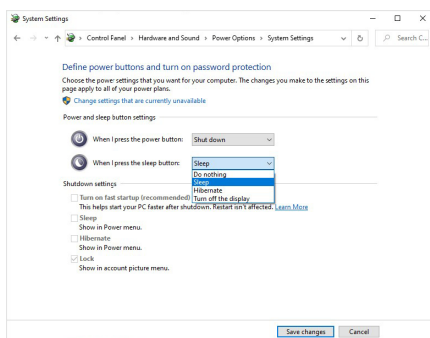 System Settings
Control Panel > Hardware and Sound > Power Options > System Settings
Search C...
Define power buttons and turn on password protection
Choose the power settings that you want for your computer. The changes you make to the settings on this
page apply to all of your power plans.
Change settings that are currently unavailable
Power and sleep button settings
When I press the power button: Shut down
When I press the sleep button: Sleep
Do nothing
Sleep
Hibernate
Turn off the display
Shutdown settings
Turn on fast startup (recommended)
This helps start your PC faster after shutdown. Restart isn't affected. Learn More
Sleep
Show in Power menu.
Hibernate
Show in Power menu.
Lock
Show in account picture menu.
Save changes
Cancel